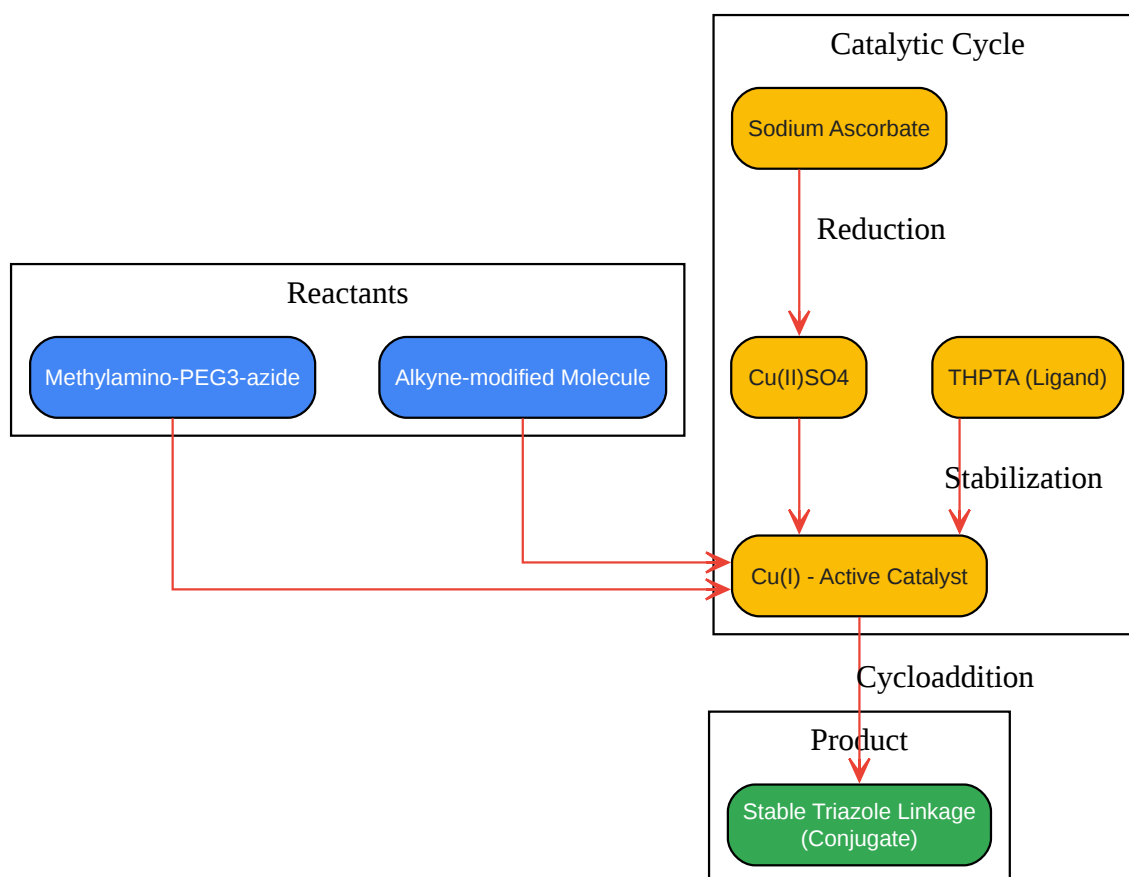 Catalytic Cycle
Sodium Ascorbate
Reduction
Reactants
Methylamino-PEG3-azide
Alkyne-modified Molecule
Cu(II)SO4
THPTA (Ligand)
Stabilization
Cu(I) - Active Catalyst
Cycloaddition
Product
Stable Triazole Linkage
(Conjugate)